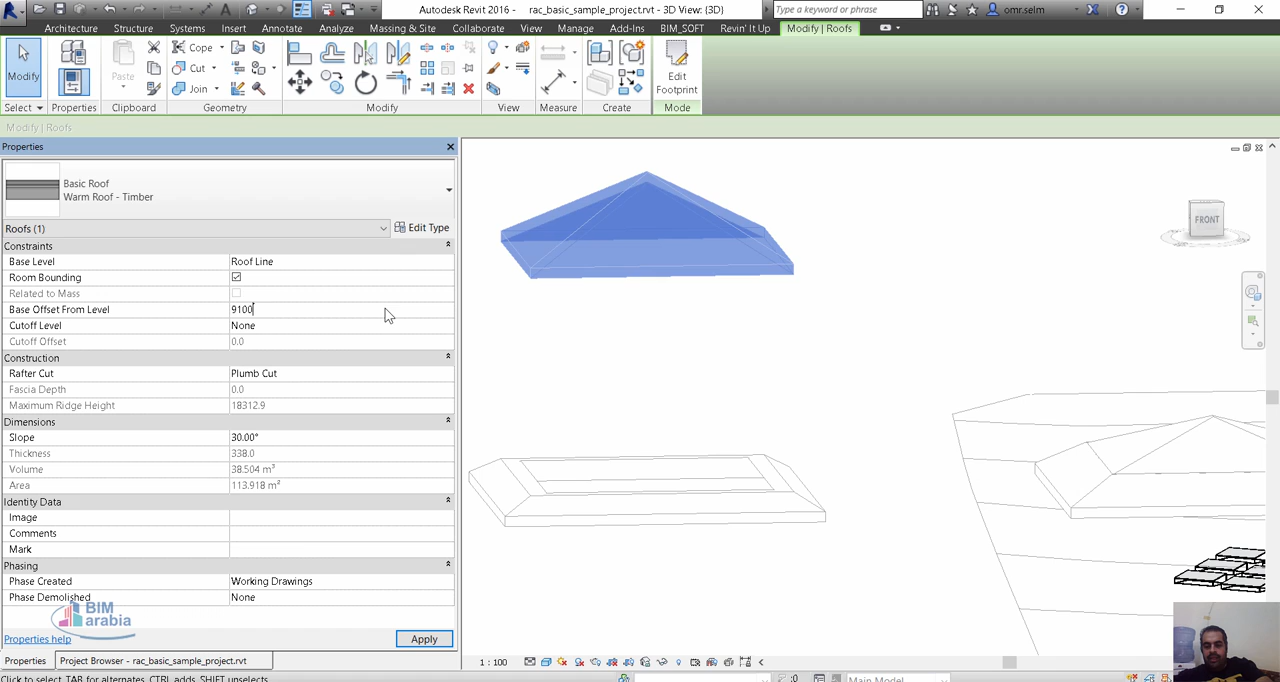 Autodesk Revit 2016 - rac_basic_sample_project.rvt - 3D View: {3D}
Type a keyword or phrase
omr.selm
Architecture Structure Systems Insert Annotate Analyze Massing & Site Collaborate View Manage Add-Ins BIM_SOFT Revin' It Up Modify | Roofs
Modify
Paste
Cope
Cut
Join
Edit
Footprint
Select Properties Clipboard Geometry Modify View Measure Create Mode
Modify | Roofs
Properties
Basic Roof
Warm Roof - Timber
Roofs (1) Edit Type
Constraints
Base Level Roof Line
Room Bounding
Related to Mass
Base Offset From Level 9100
Cutoff Level None
Cutoff Offset 0.0
Construction
Rafter Cut Plumb Cut
Fascia Depth 0.0
Maximum Ridge Height 18312.9
Dimensions
Slope 30.00°
Thickness 338.0
Volume 38.504 m³
Area 113.918 m²
Identity Data
Image
Comments
Mark
Phasing
Phase Created Working Drawings
Phase Demolished None
BIM
arabia
Properties help Apply
Properties Project Browser - rac_basic_sample_project.rvt
FRONT
1 : 100
Click to select, TAB for alternates, CTRL adds, SHIFT unselects.
:0
Main Model